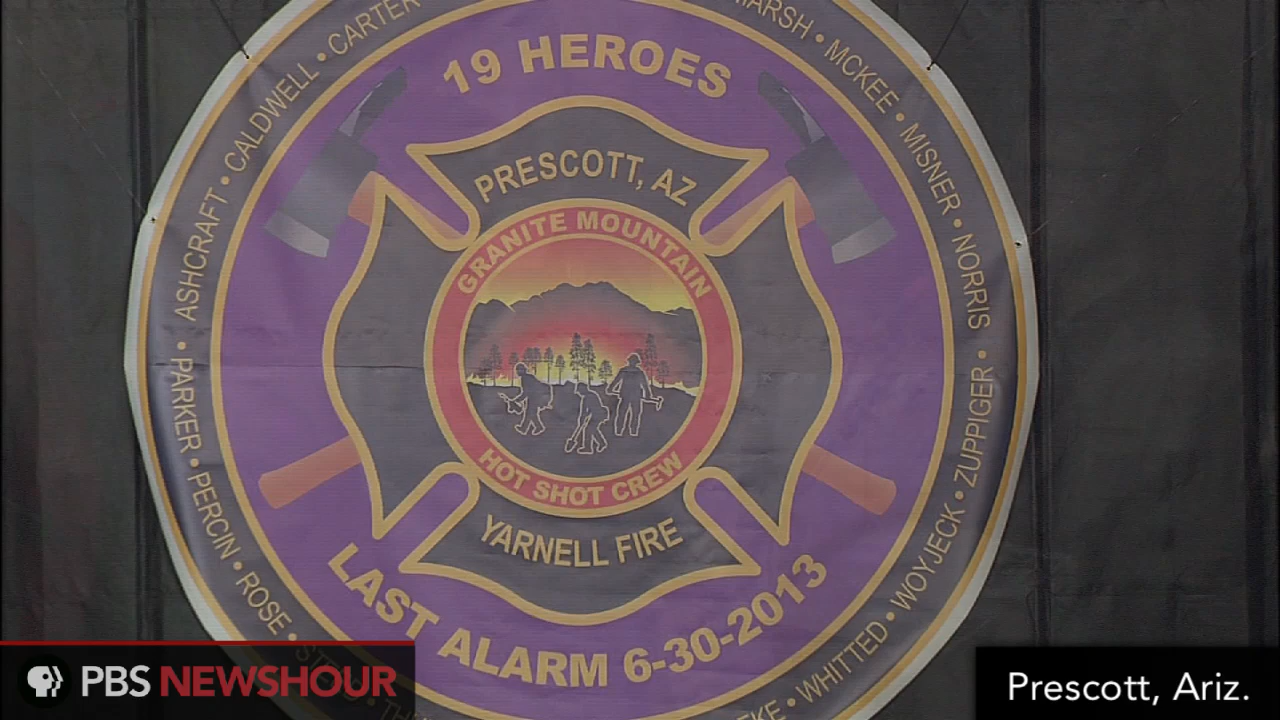 CARTER • CALDWELL • ASHCRAFT
MARSH • MCKEE • MISNER • NORRIS
19 HEROES
PRESCOTT, AZ
GRANITE MOUNTAIN
HOT SHOT CREW
YARNELL FIRE
LAST ALARM 6-30-2013
• PARKER • PERCIN • ROSE •
WHITTED • WOYJECK • ZUPPIGER •
PBS NEWSHOUR
Prescott, Ariz.